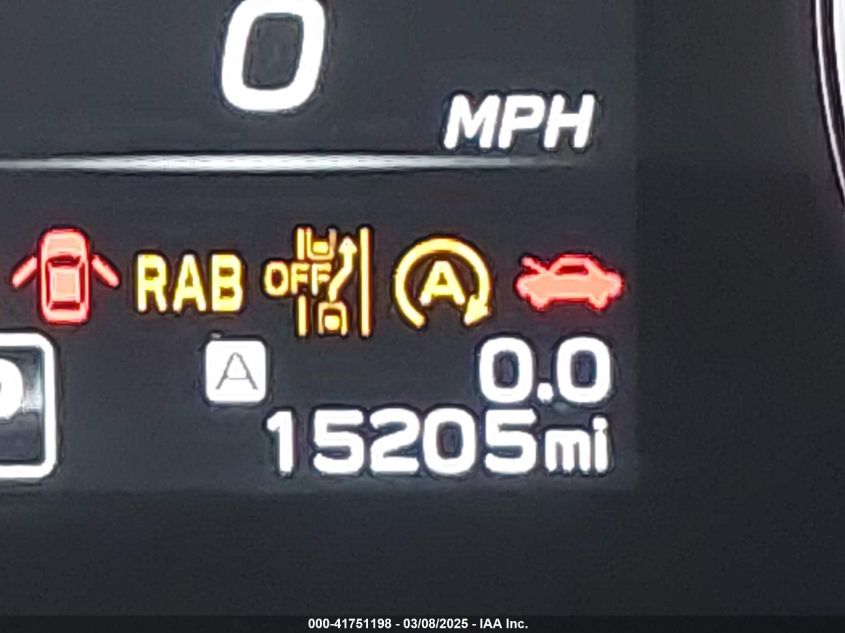 0
MPH
RAB OFF A
A 0.0
15205mi
000-41751198 - 03/08/2025 - IAA Inc.